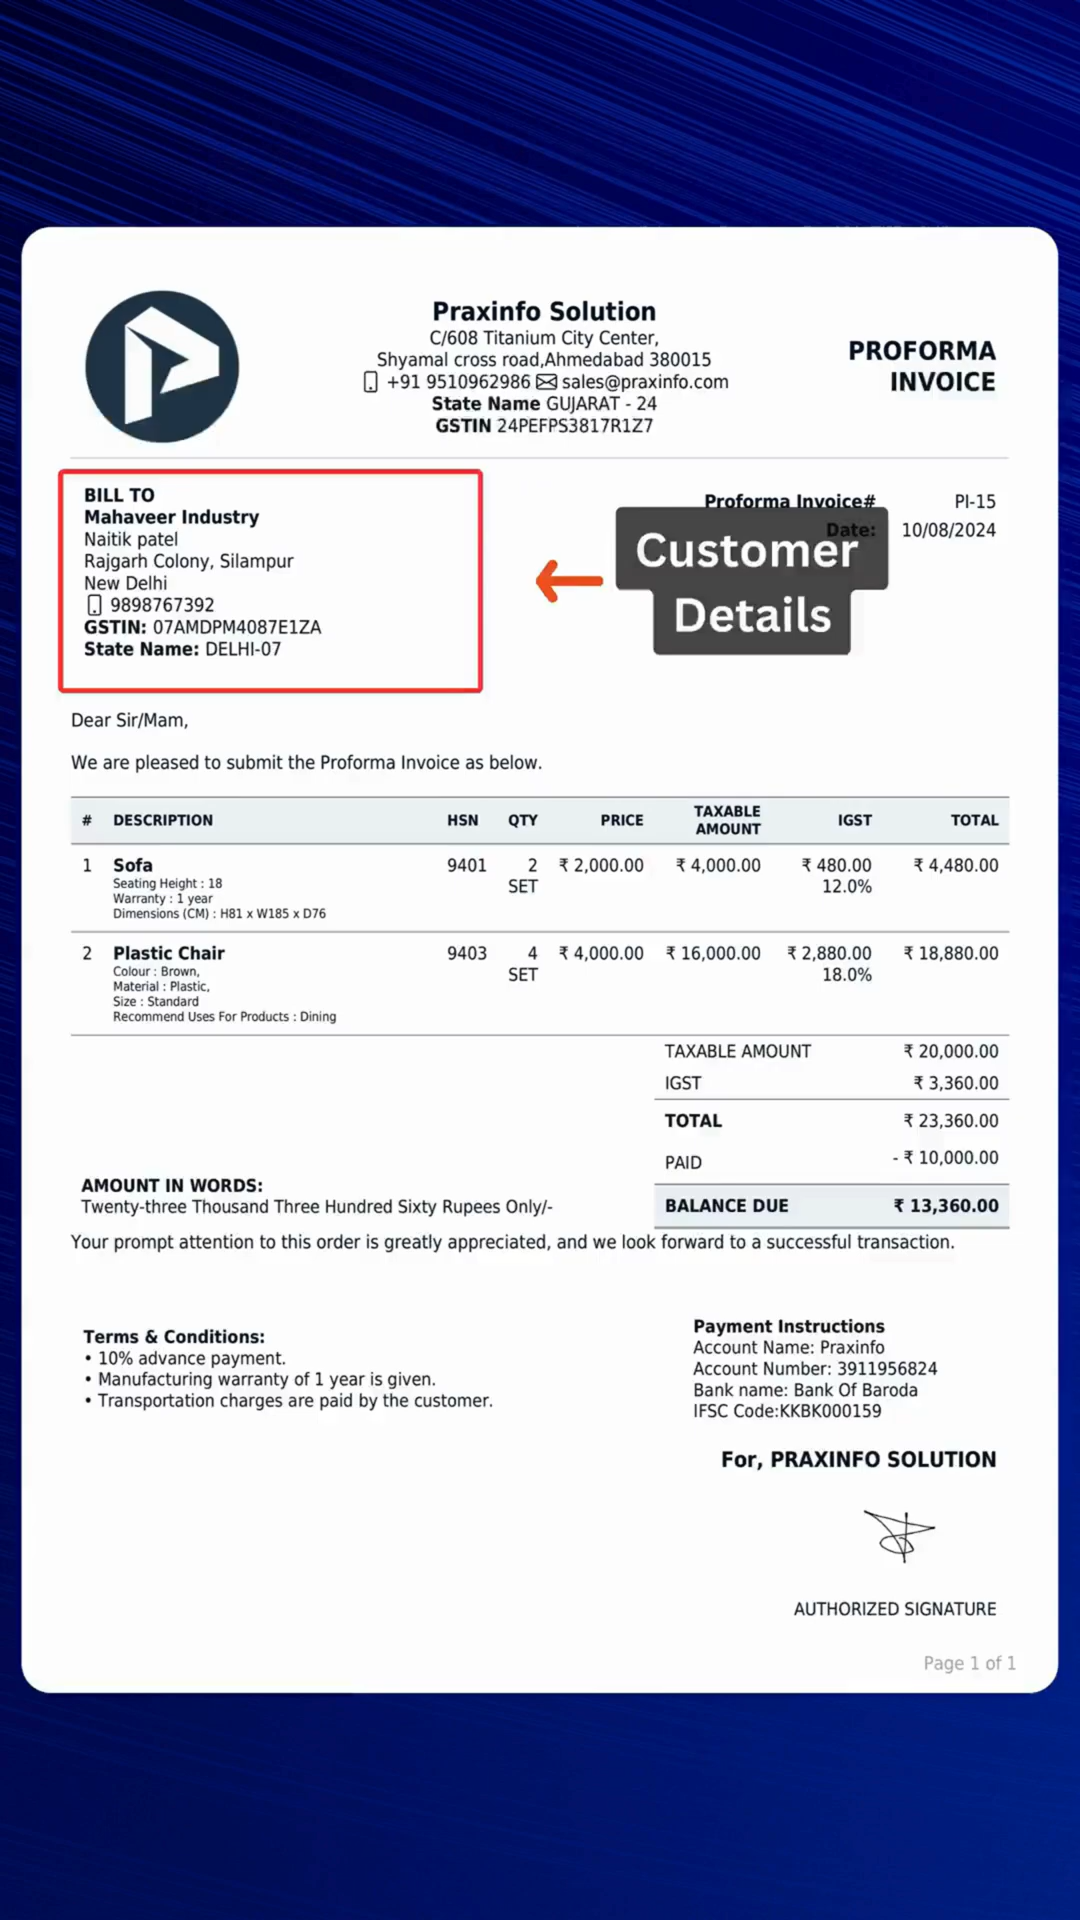 Praxinfo Solution
C/608 Titanium City Center,
Shyamal cross road,Ahmedabad 380015
+91 9510962986 sales@praxinfo.com
State Name GUJARAT - 24
GSTIN 24PEFPS3817R1Z7
PROFORMA
INVOICE
BILL TO
Mahaveer Industry
Naitik patel
Rajgarh Colony, Silampur
New Delhi
9898767392
GSTIN: 07AMDPM4087E1ZA
State Name: DELHI-07
Proforma Invoice# PI-15
Date: 10/08/2024
Customer
Details
Dear Sir/Mam,
We are pleased to submit the Proforma Invoice as below.
# DESCRIPTION HSN QTY PRICE TAXABLE AMOUNT IGST TOTAL
1 Sofa 9401 2 SET ₹ 2,000.00 ₹ 4,000.00 ₹ 480.00 12.0% ₹ 4,480.00
Seating Height : 18
Warranty : 1 year
Dimensions (CM) : H81 x W185 x D76
2 Plastic Chair 9403 4 SET ₹ 4,000.00 ₹ 16,000.00 ₹ 2,880.00 18.0% ₹ 18,880.00
Colour : Brown,
Material : Plastic,
Size : Standard
Recommend Uses For Products : Dining
TAXABLE AMOUNT ₹ 20,000.00
IGST ₹ 3,360.00
TOTAL ₹ 23,360.00
PAID - ₹ 10,000.00
BALANCE DUE ₹ 13,360.00
AMOUNT IN WORDS:
Twenty-three Thousand Three Hundred Sixty Rupees Only/-
Your prompt attention to this order is greatly appreciated, and we look forward to a successful transaction.
Terms & Conditions:
• 10% advance payment.
• Manufacturing warranty of 1 year is given.
• Transportation charges are paid by the customer.
Payment Instructions
Account Name: Praxinfo
Account Number: 3911956824
Bank name: Bank Of Baroda
IFSC Code:KKBK000159
For, PRAXINFO SOLUTION
AUTHORIZED SIGNATURE
Page 1 of 1